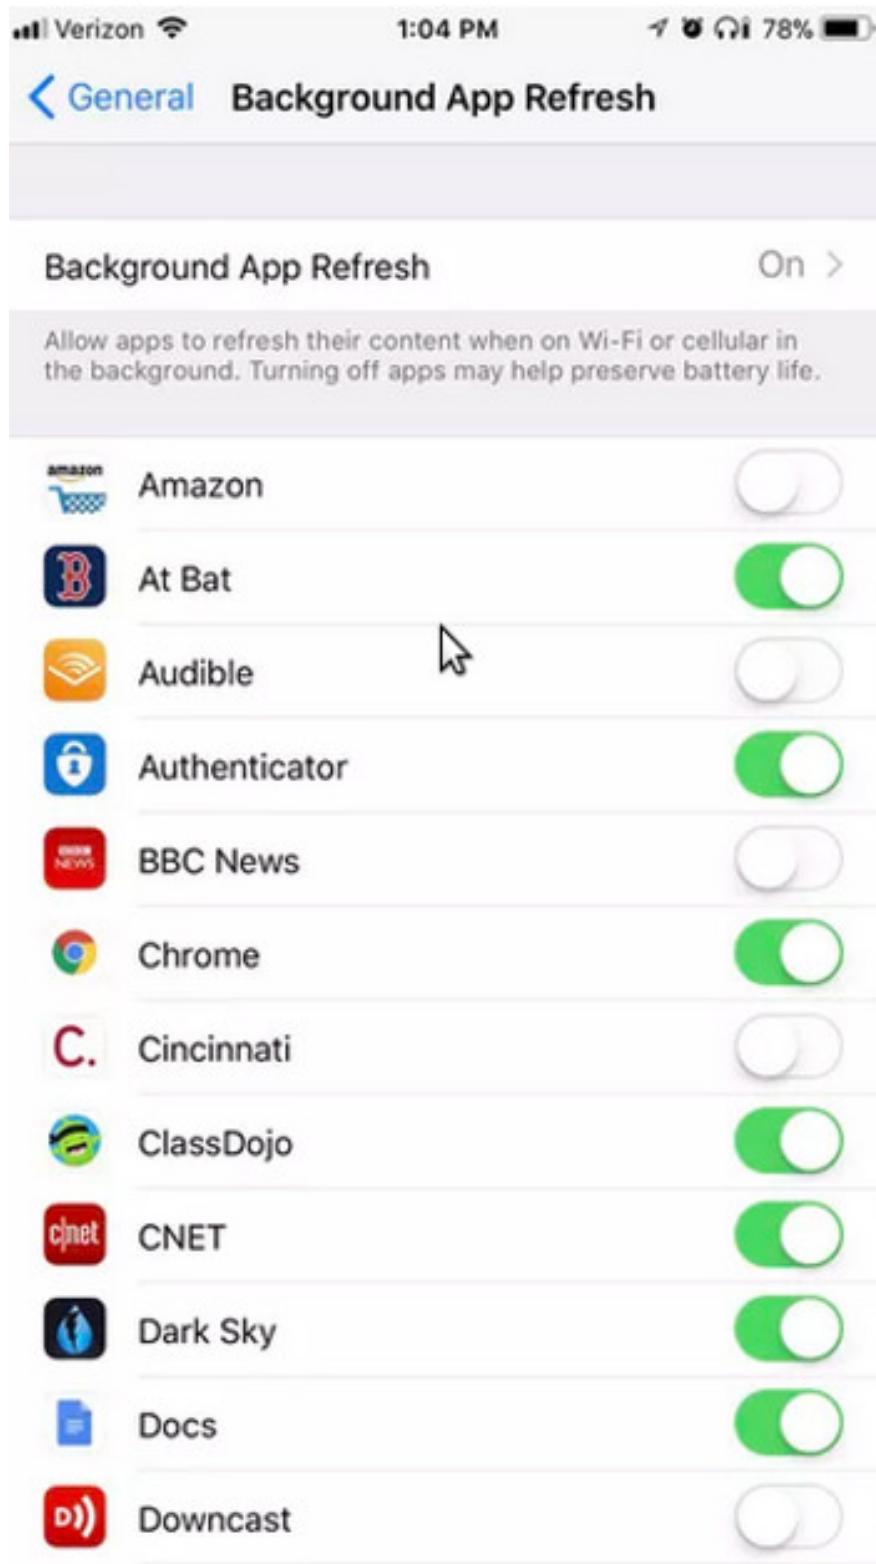 Verizon 1:04 PM 78%
General Background App Refresh
Background App Refresh On
Allow apps to refresh their content when on Wi-Fi or cellular in
the background. Turning off apps may help preserve battery life.
amazon
Amazon
B
At Bat
Audible
Authenticator
NEWS
BBC News
Chrome
C.
Cincinnati
ClassDojo
c|net
CNET
Dark Sky
Docs
D
Downcast